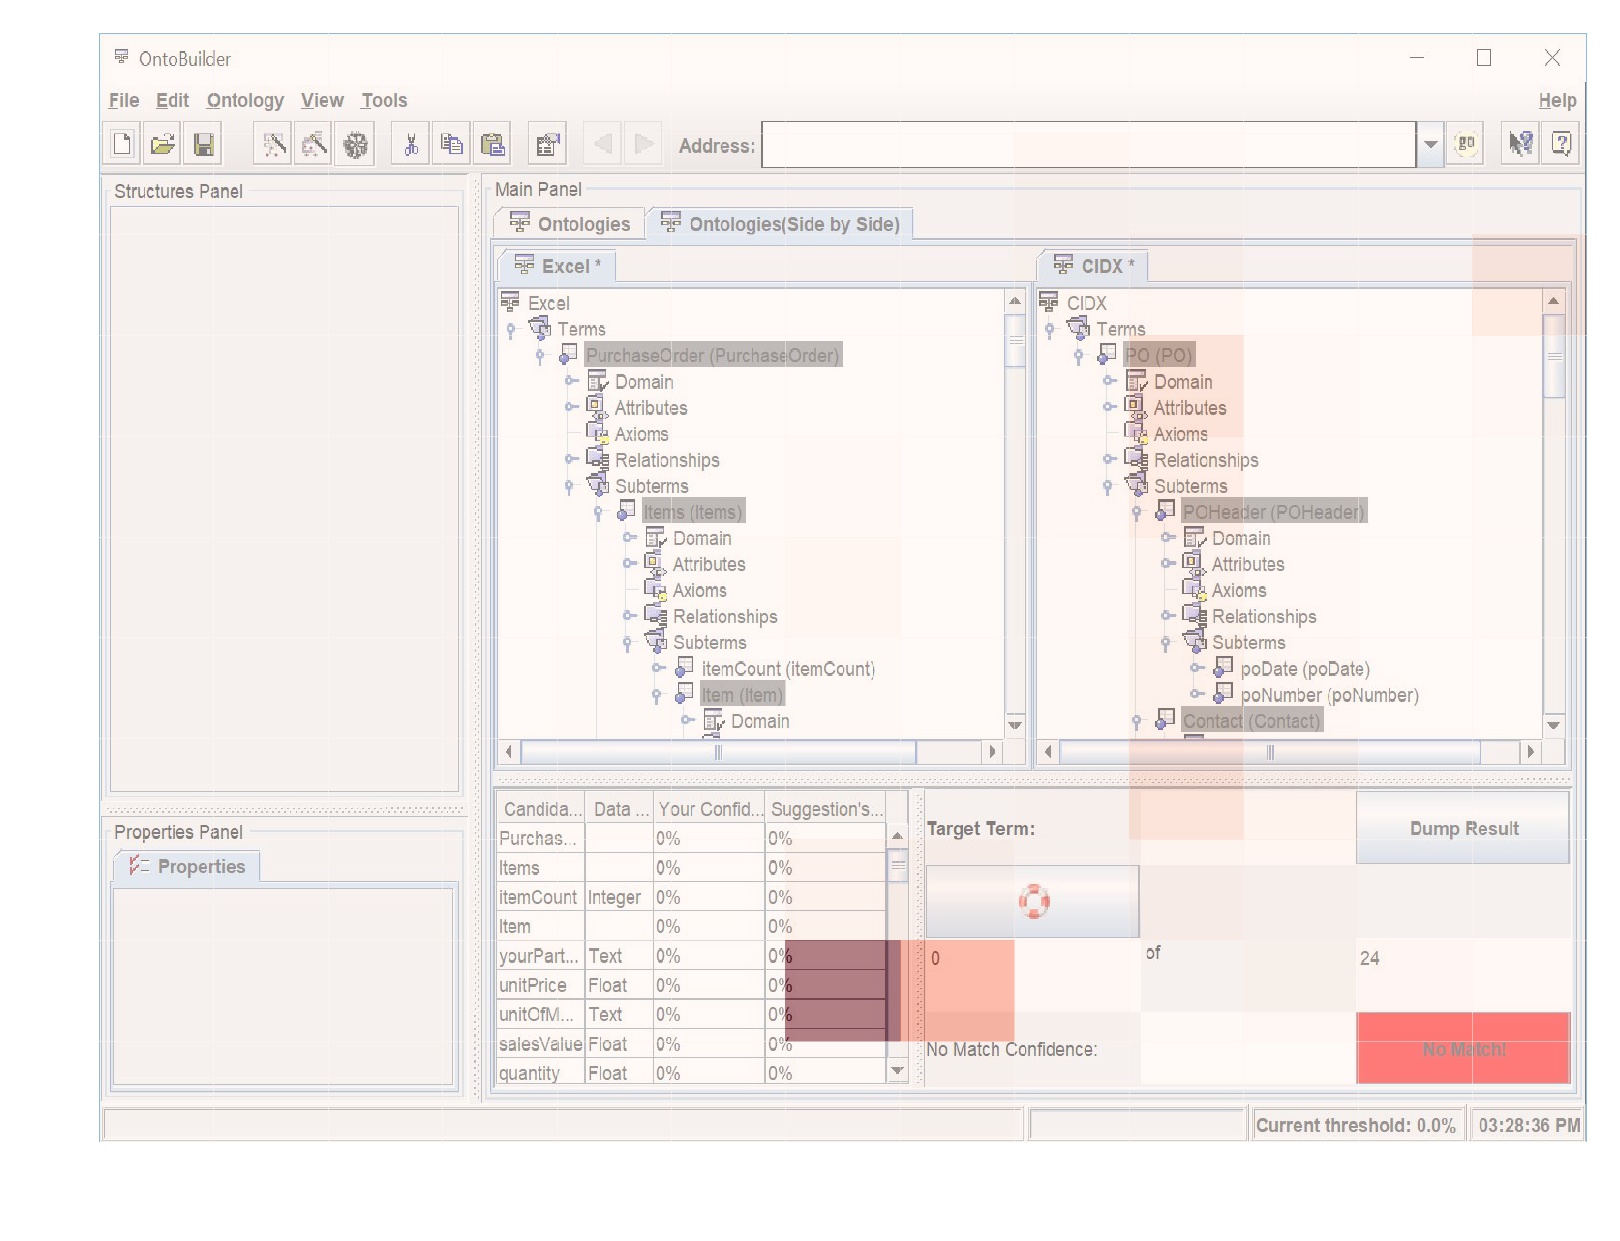 OntoBuilder
File Edit Ontology View Tools Help
Address: go
Structures Panel
Main Panel
Ontologies Ontologies(Side by Side)
Excel * CIDX *
Excel
Terms
PurchaseOrder (PurchaseOrder)
Domain
Attributes
Axioms
Relationships
Subterms
Items (Items)
Domain
Attributes
Axioms
Relationships
Subterms
itemCount (itemCount)
Item (Item)
Domain
CIDX
Terms
PO (PO)
Domain
Attributes
Axioms
Relationships
Subterms
POHeader (POHeader)
Domain
Attributes
Axioms
Relationships
Subterms
poDate (poDate)
poNumber (poNumber)
Contact (Contact)
Properties Panel
Properties
Candida... Data ... Your Confid... Suggestion's...
Purchas... 0% 0%
Items 0% 0%
itemCount Integer 0% 0%
Item 0% 0%
yourPart... Text 0% 0%
unitPrice Float 0% 0%
unitOfM... Text 0% 0%
salesValue Float 0% 0%
quantity Float 0% 0%
Target Term: Dump Result
0 of 24
No Match Confidence: No Match!
Current threshold: 0.0% 03:28:36 PM